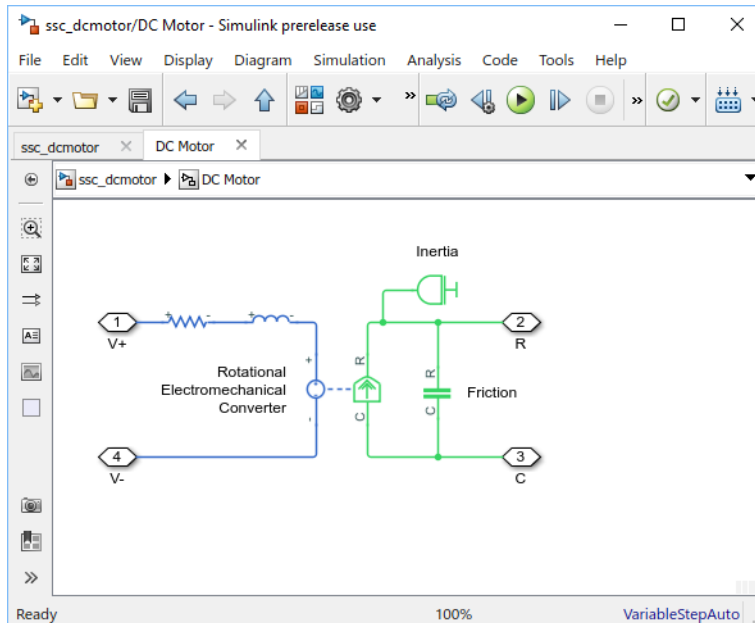 ssc_dcmotor/DC Motor - Simulink prerelease use
File Edit View Display Diagram Simulation Analysis Code Tools Help
ssc_dcmotor DC Motor
ssc_dcmotor DC Motor
Inertia
+ - + -
1
V+
2
R
+
R
R
Rotational
Electromechanical
Converter
Friction
-
C
C
4
V-
3
C
Ready 100% VariableStepAuto